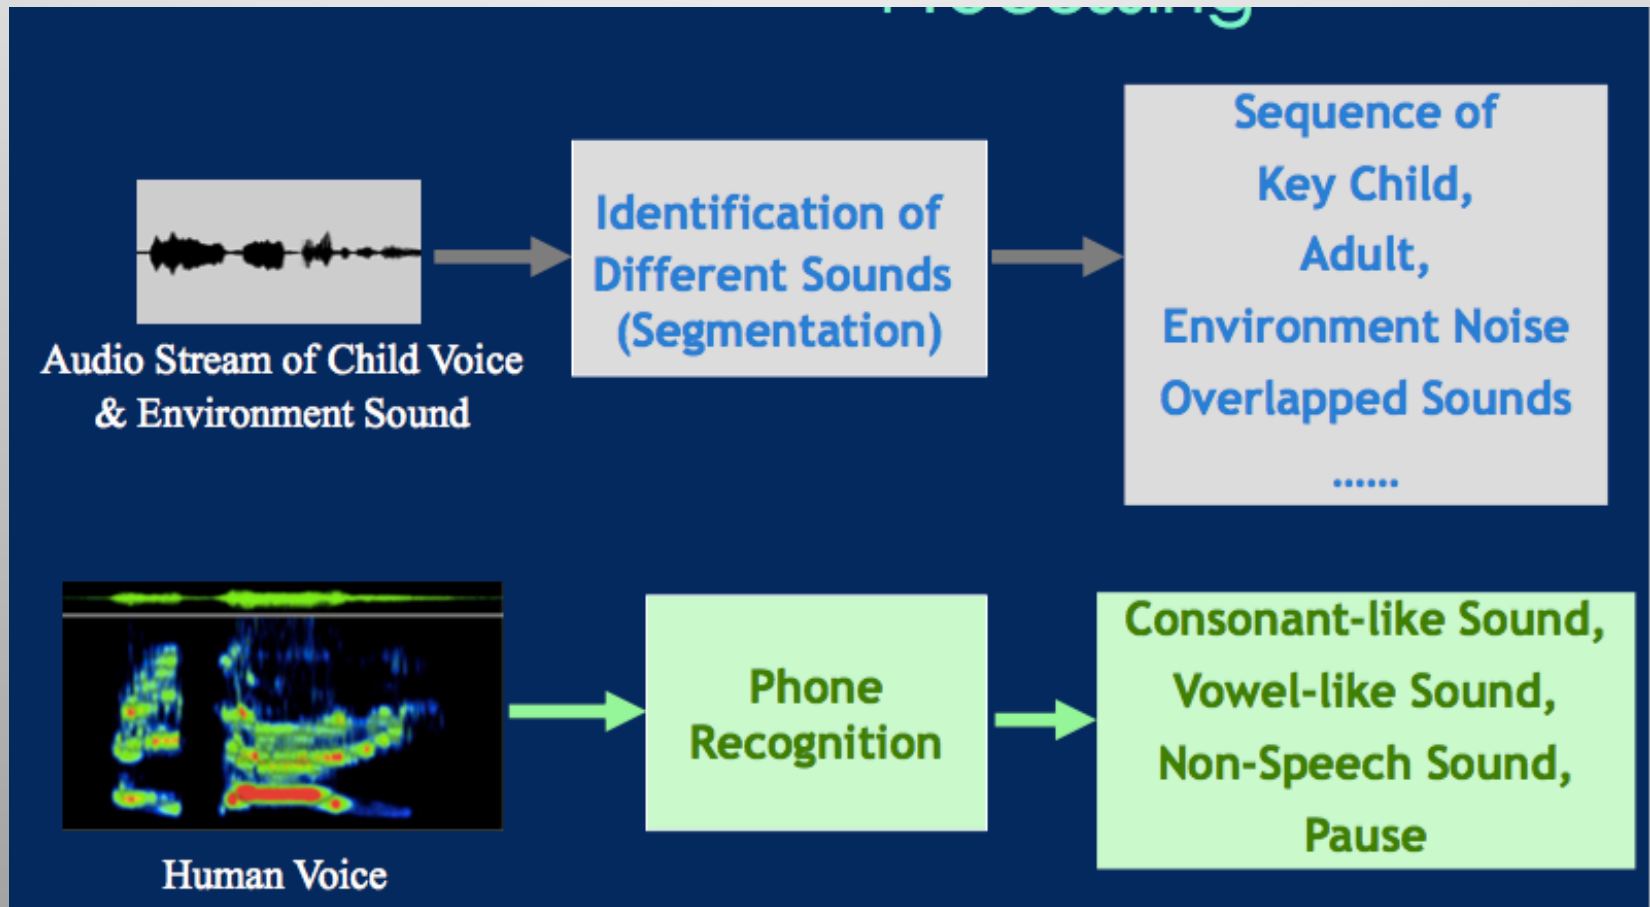 Audio Stream of Child Voice
& Environment Sound
Identification of
Different Sounds
(Segmentation)
Sequence of
Key Child,
Adult,
Environment Noise
Overlapped Sounds
......
Human Voice
Phone
Recognition
Consonant-like Sound,
Vowel-like Sound,
Non-Speech Sound,
Pause